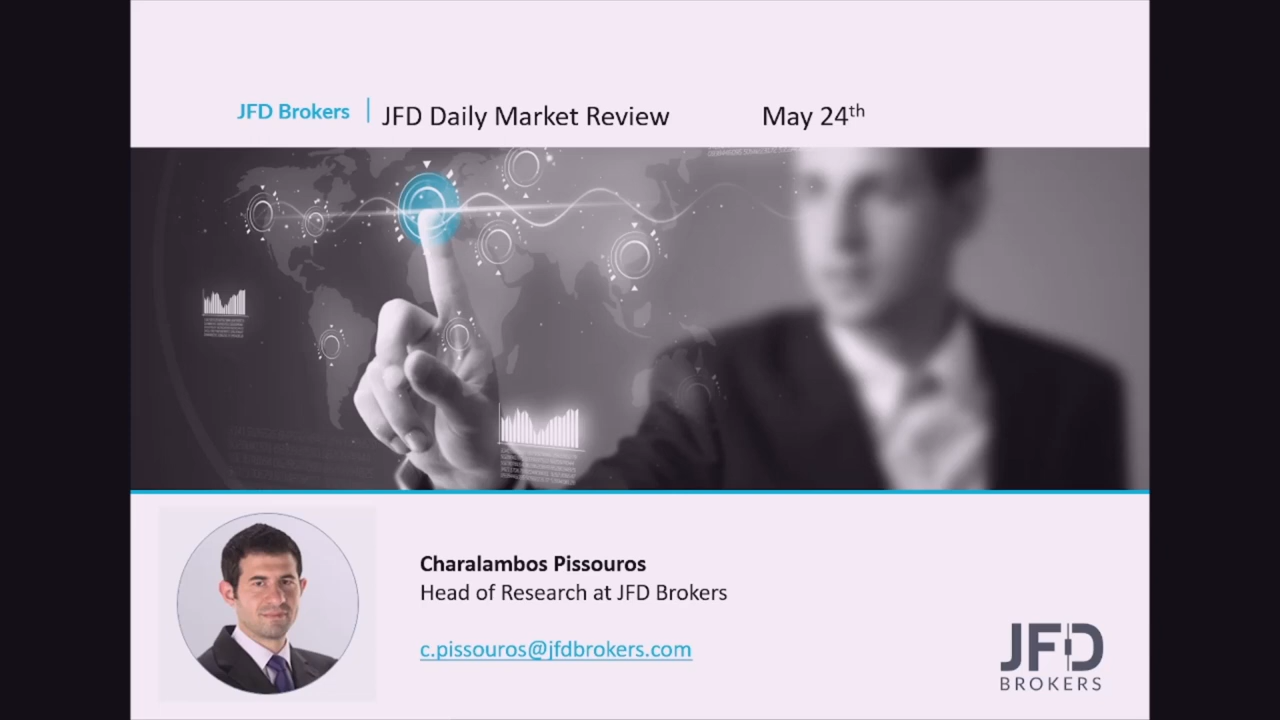 JFD Brokers
JFD Daily Market Review
May 24th
Charalambos Pissouros
Head of Research at JFD Brokers
c.pissouros@jfdbrokers.com
JFD
BROKERS